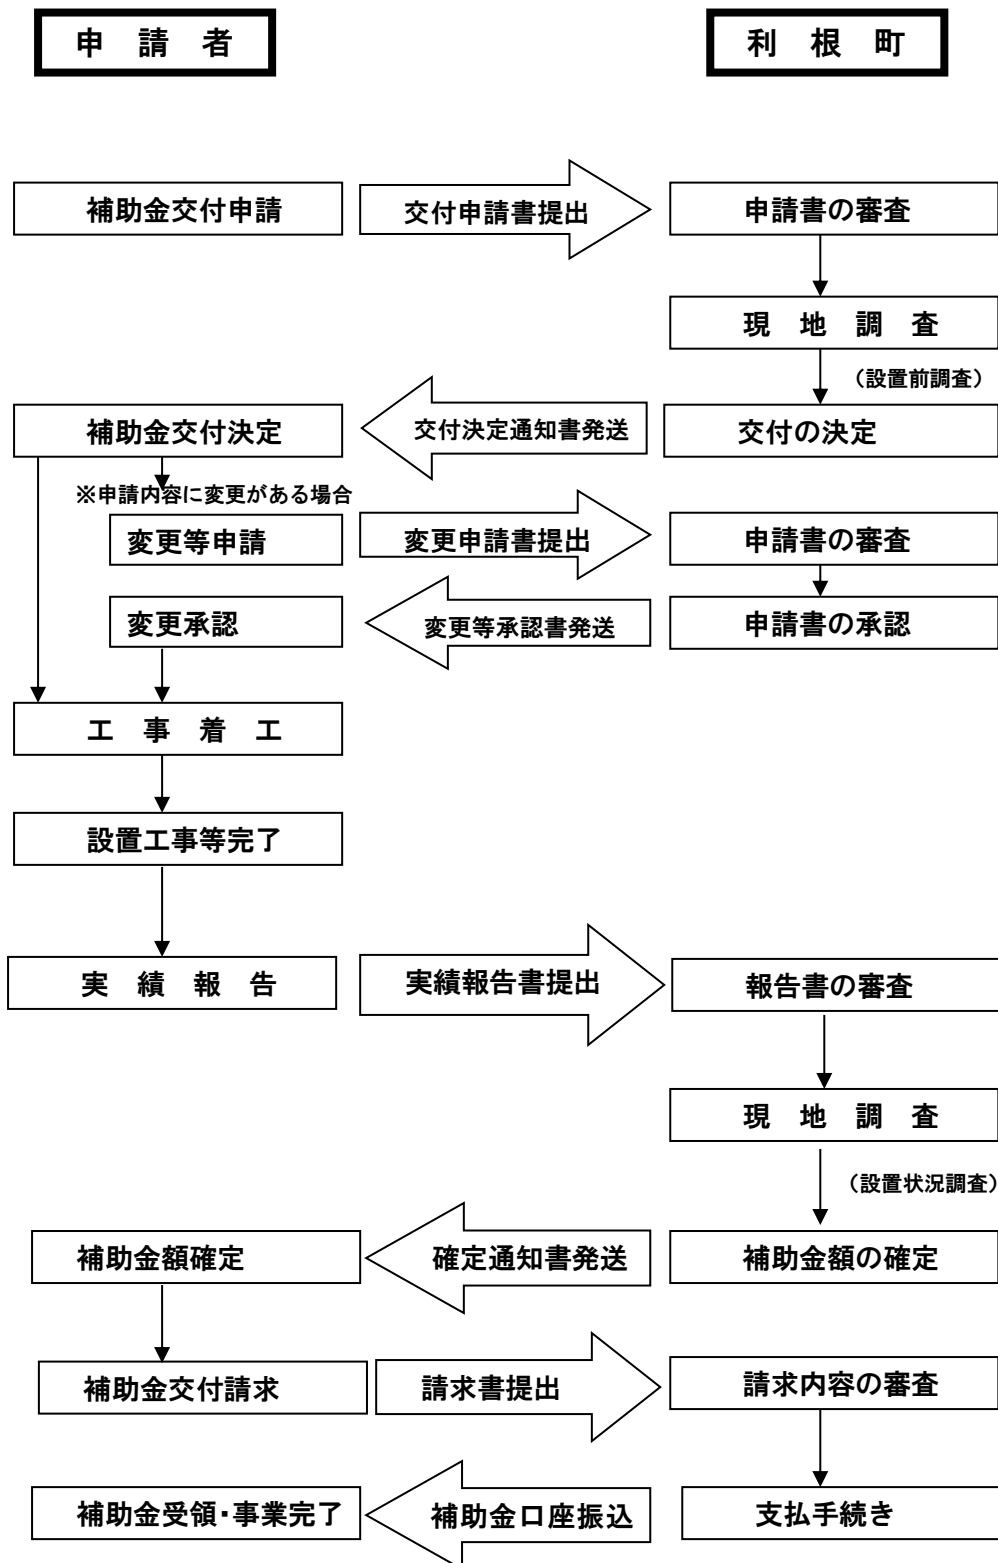 申　請　者
利　根　町
補助金交付申請
交付申請書提出
申請書の審査
現　地　調　査
（設置前調査）
補助金交付決定
交付決定通知書発送
交付の決定
※申請内容に変更がある場合
変更等申請
変更申請書提出
申請書の審査
変更承認
変更等承認書発送
申請書の承認
工　事　着　工
設置工事等完了
実　績　報　告
実績報告書提出
報告書の審査
現　地　調　査
（設置状況調査）
補助金額確定
確定通知書発送
補助金額の確定
補助金交付請求
請求書提出
請求内容の審査
補助金受領・事業完了
補助金口座振込
支払手続き